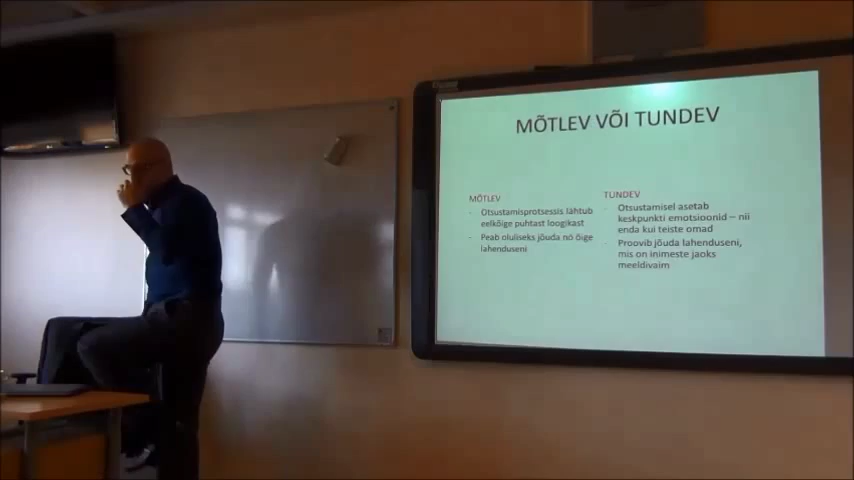 MÕTLEV VÕI TUNDEV
MÕTLEV
- Otsustamisprotsessis lähtub
eelkõige puhtast loogikast
- Peab oluliseks jõuda nö õige
lahenduseni
TUNDEV
- Otsustamisel asetab
keskpunkti emotsioonid – nii
enda kui teiste omad
- Proovib jõuda lahenduseni,
mis on inimeste jaoks
meeldivaim